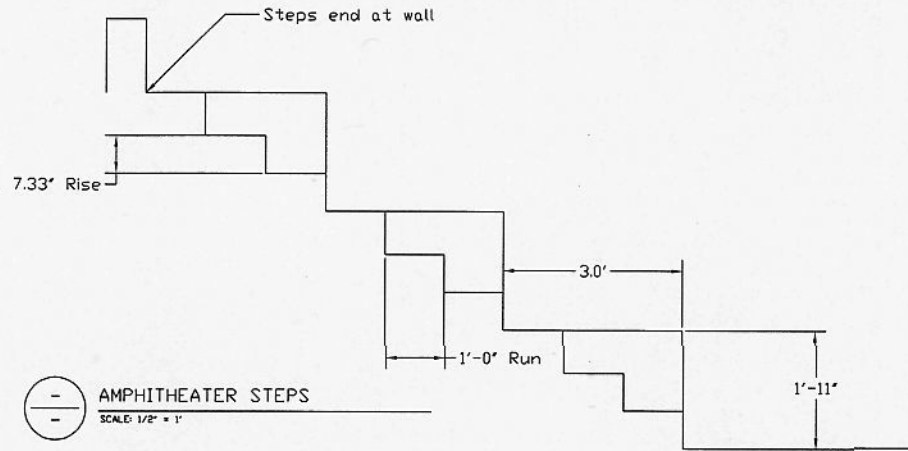 Steps end at wall
7.33" Rise
3.0'
1'-0" Run
1'-11"
-
-
AMPHITHEATER STEPS
SCALE: 1/2" = 1'